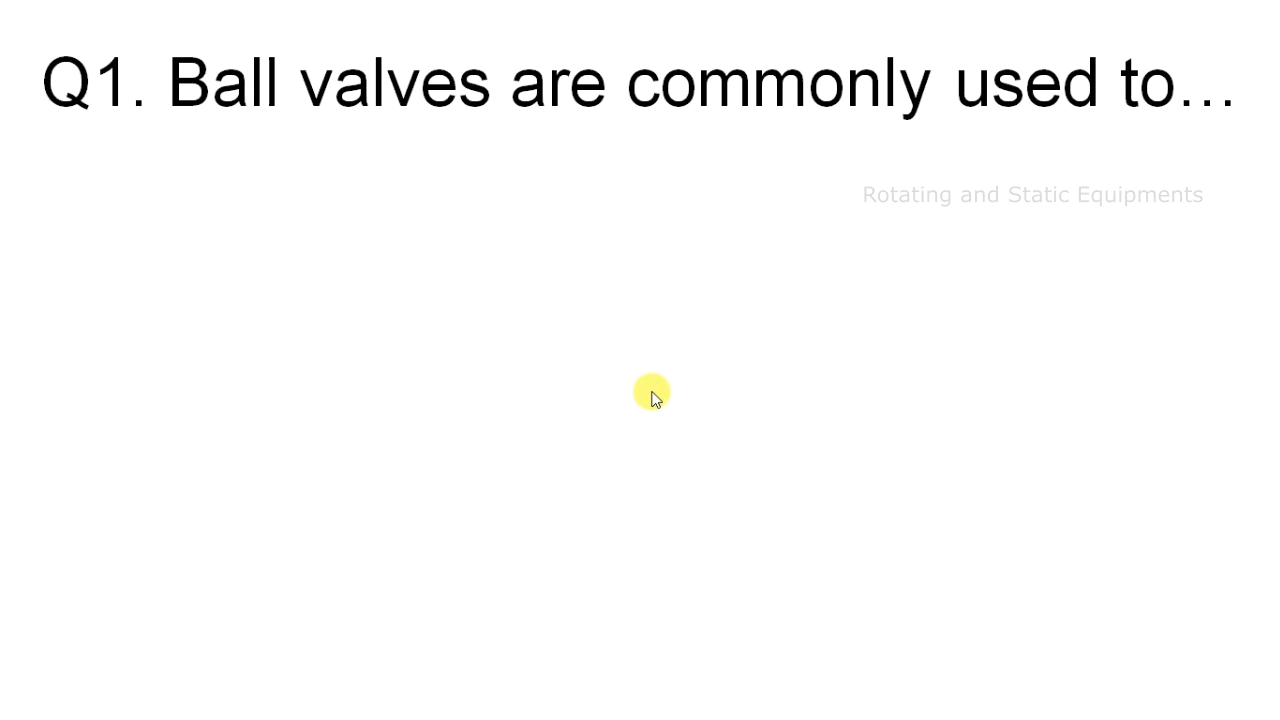 Q1. Ball valves are commonly used to...
Rotating and Static Equipments